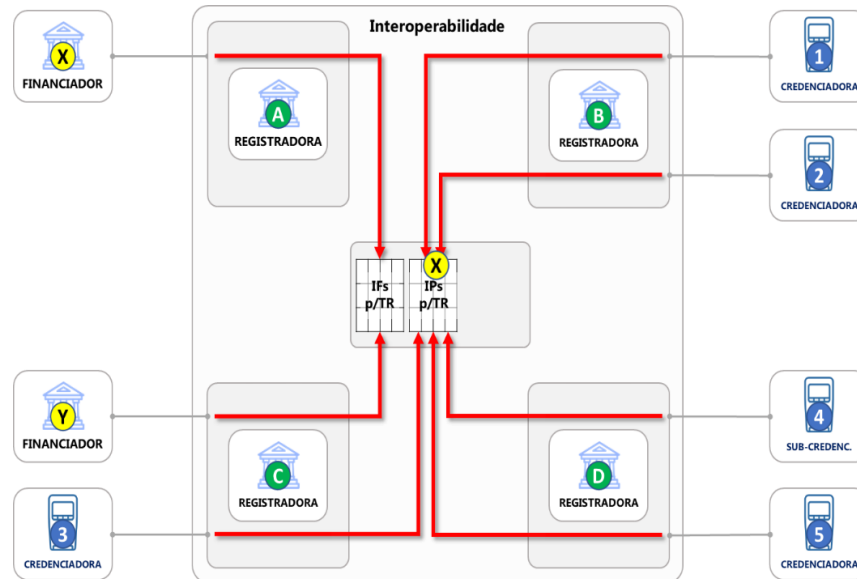 Interoperabilidade
X
FINANCIADOR
A
REGISTRADORA
B
REGISTRADORA
1
CREDENCIADORA
2
CREDENCIADORA
IFs
p/TR
X
IPs
p/TR
Y
FINANCIADOR
C
REGISTRADORA
D
REGISTRADORA
4
SUB-CREDENC.
3
CREDENCIADORA
5
CREDENCIADORA